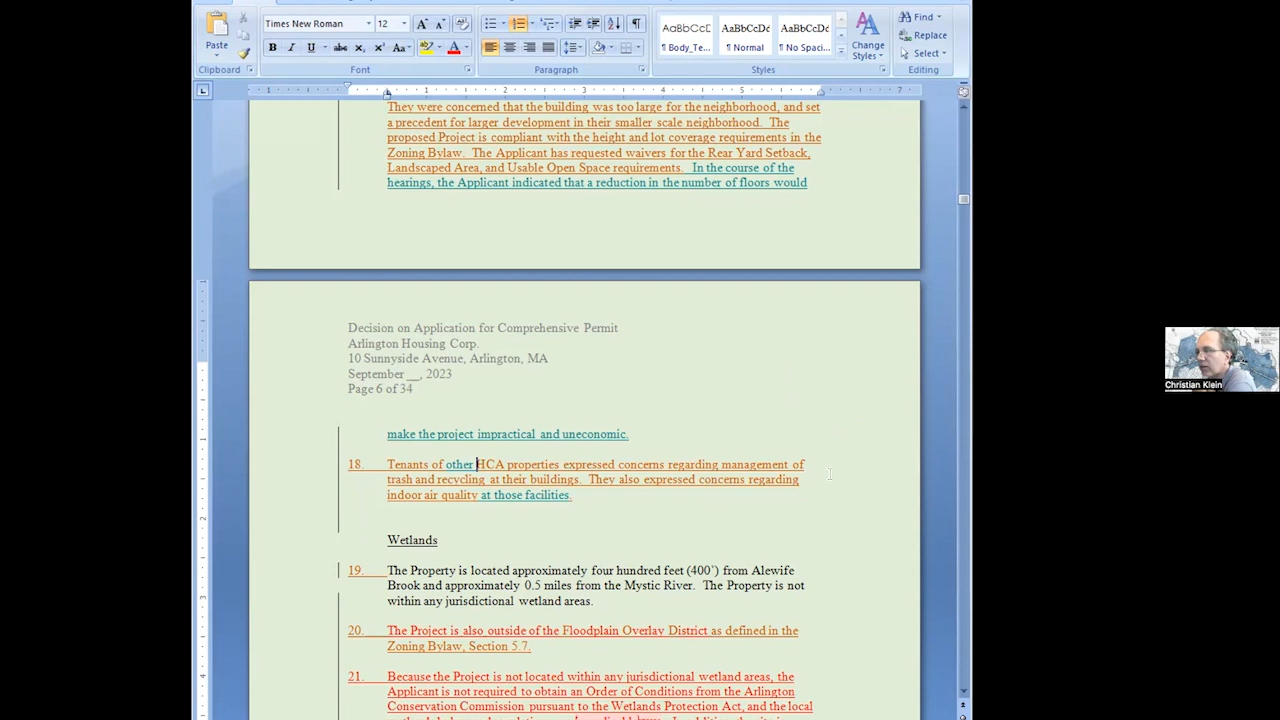 Times New Roman 12
Paste
Clipboard
Font
Paragraph
AaBbCcD AaBbCcDc AaBbCcDc
¶ Body_Te... ¶ Normal ¶ No Spaci...
Change
Styles
Styles
Find
Replace
Select
Editing
They were concerned that the building was too large for the neighborhood, and set
a precedent for larger development in their smaller scale neighborhood. The
proposed Project is compliant with the height and lot coverage requirements in the
Zoning Bylaw. The Applicant has requested waivers for the Rear Yard Setback,
Landscaped Area, and Usable Open Space requirements. In the course of the
hearings, the Applicant indicated that a reduction in the number of floors would
Decision on Application for Comprehensive Permit
Arlington Housing Corp.
10 Sunnyside Avenue, Arlington, MA
September __, 2023
Page 6 of 34
make the project impractical and uneconomic.
18. Tenants of other HCA properties expressed concerns regarding management of
trash and recycling at their buildings. They also expressed concerns regarding
indoor air quality at those facilities.
Wetlands
19. The Property is located approximately four hundred feet (400') from Alewife
Brook and approximately 0.5 miles from the Mystic River. The Property is not
within any jurisdictional wetland areas.
20. The Project is also outside of the Floodplain Overlay District as defined in the
Zoning Bylaw, Section 5.7.
21. Because the Project is not located within any jurisdictional wetland areas, the
Applicant is not required to obtain an Order of Conditions from the Arlington
Conservation Commission pursuant to the Wetlands Protection Act, and the local
Christian Klein